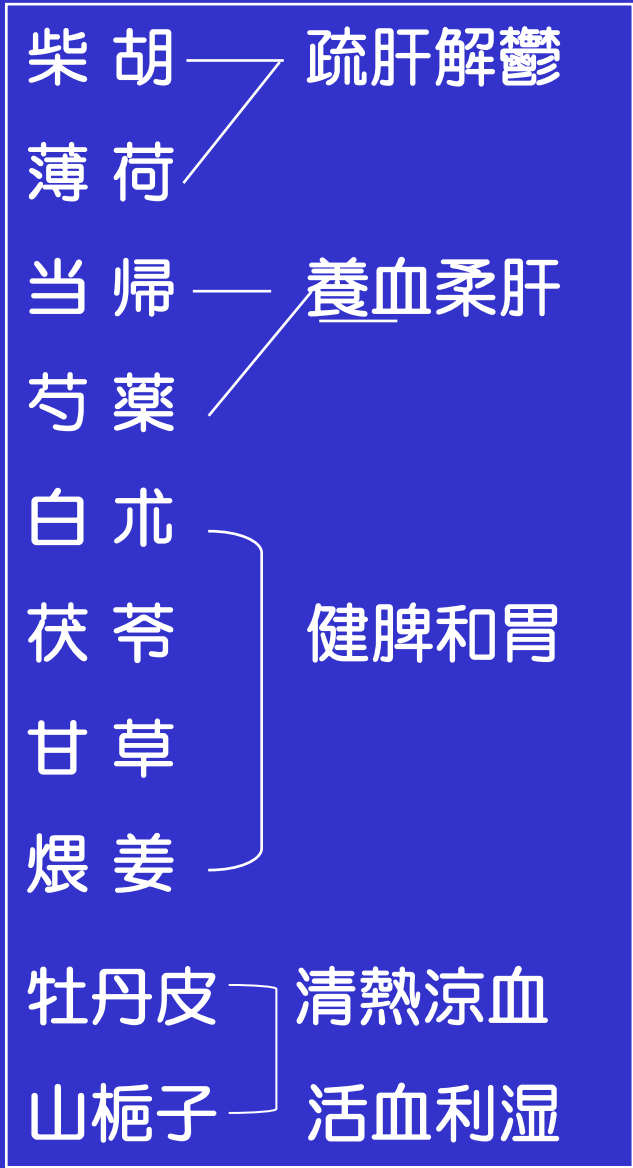 柴胡 疏肝解鬱
薄荷
当帰 養血柔肝
芍薬
白朮
茯苓 健脾和胃
甘草
煨姜
牡丹皮 清熱涼血
山梔子 活血利湿